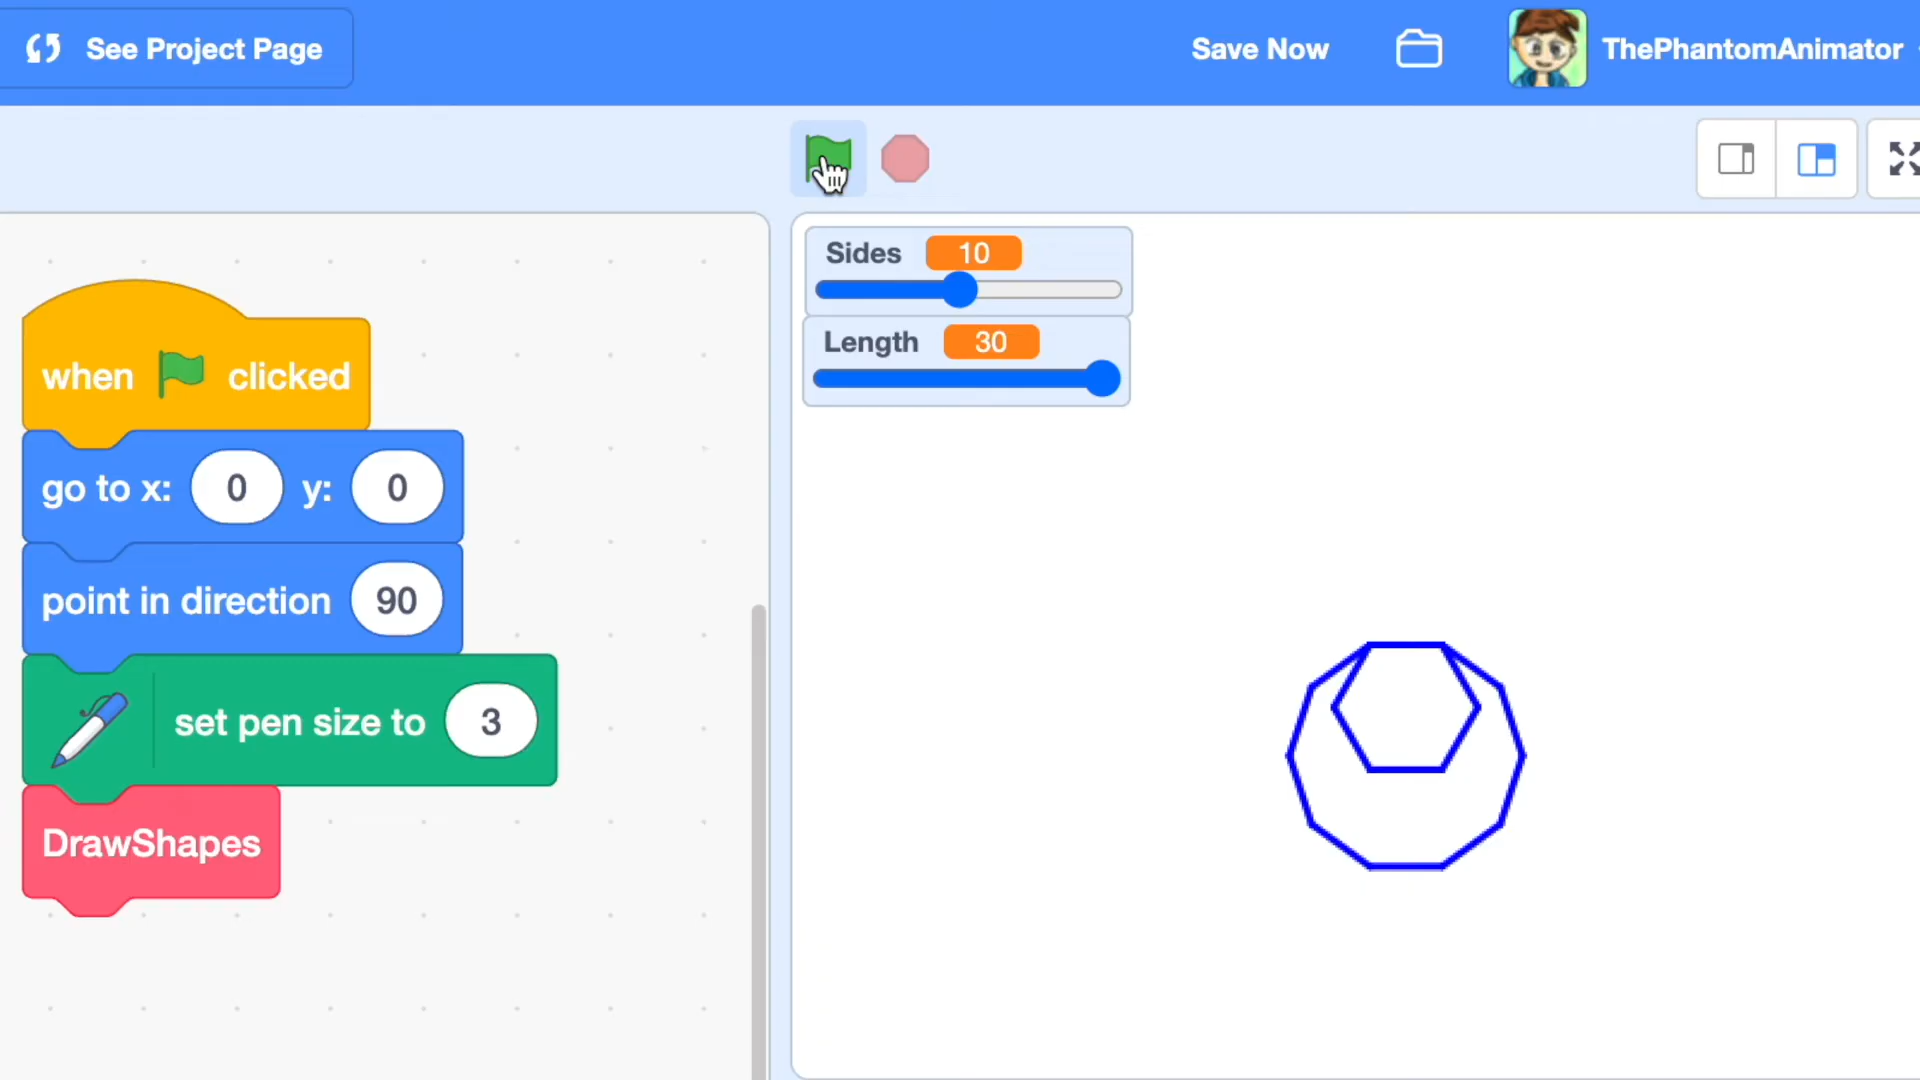 See Project Page
Save Now
ThePhantomAnimator
Sides 10
Length 30
when clicked
go to x: 0 y: 0
point in direction 90
set pen size to 3
DrawShapes